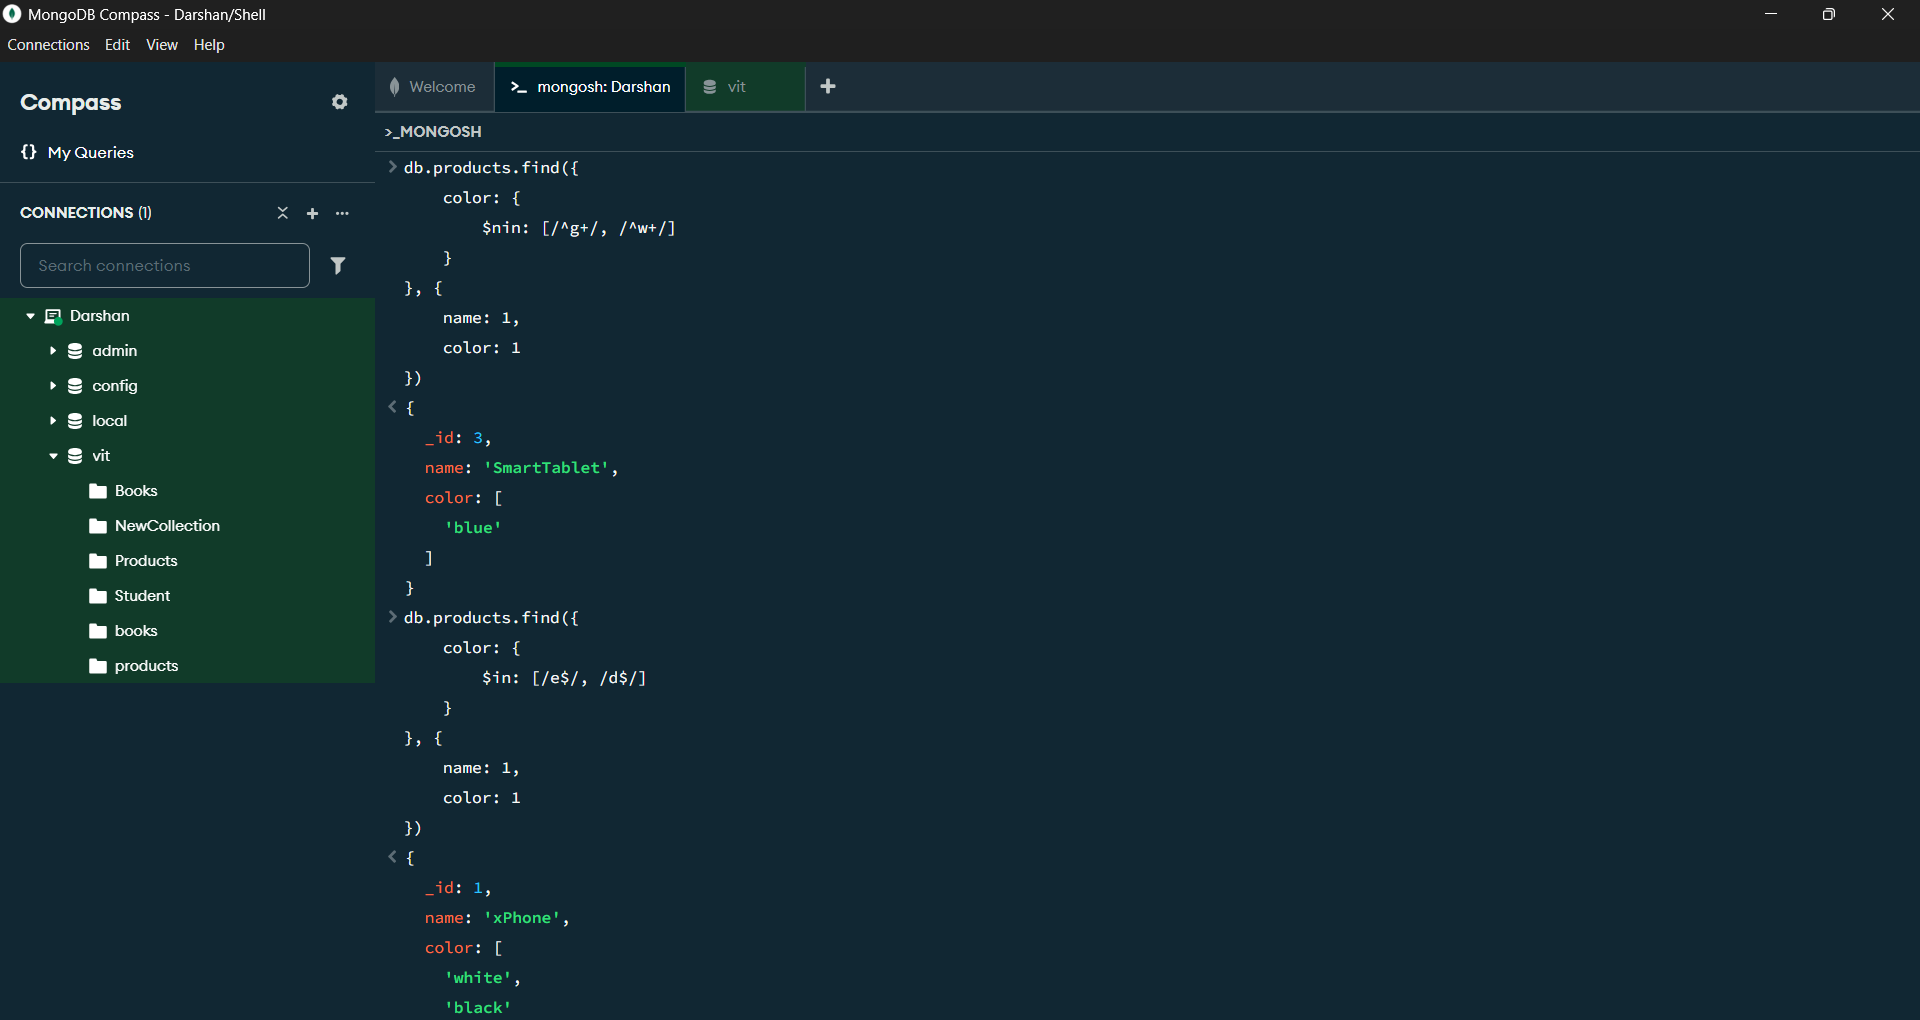 MongoDB Compass - Darshan/Shell
Connections Edit View Help
Compass
{} My Queries
CONNECTIONS (1)
Search connections
Darshan
admin
config
local
vit
Books
NewCollection
Products
Student
books
products
Welcome
>_ mongosh: Darshan
vit
>_MONGOSH
> db.products.find({
color: {
$nin: [/^g+/, /^w+/]
}
}, {
name: 1,
color: 1
})
< {
_id: 3,
name: 'SmartTablet',
color: [
'blue'
]
}
> db.products.find({
color: {
$in: [/e$/, /d$/]
}
}, {
name: 1,
color: 1
})
< {
_id: 1,
name: 'xPhone',
color: [
'white',
'black'